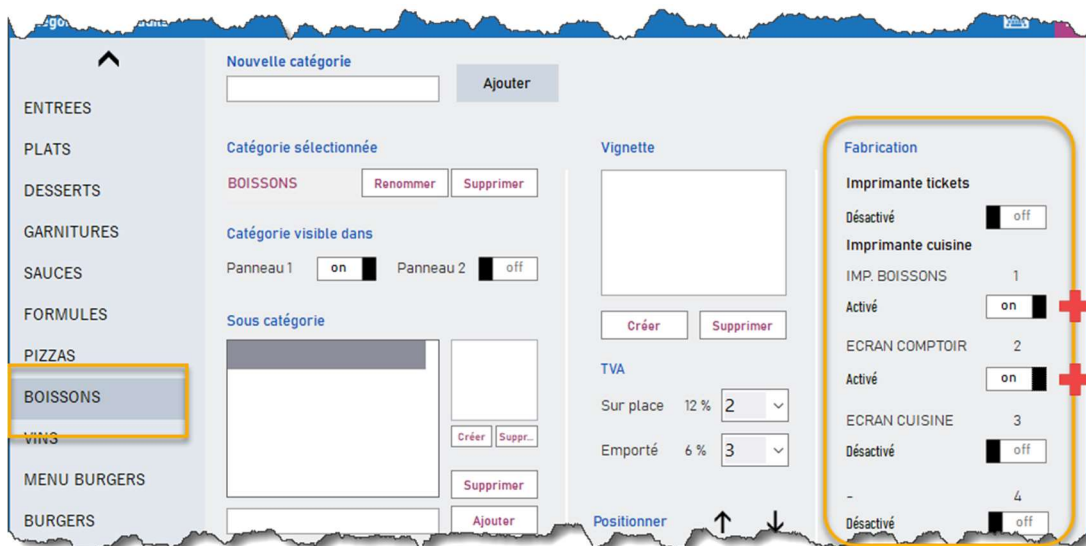 Nouvelle catégorie
Ajouter
ENTREES
PLATS
DESSERTS
GARNITURES
SAUCES
FORMULES
PIZZAS
BOISSONS
VINS
MENU BURGERS
BURGERS
Catégorie sélectionnée
BOISSONS Renommer Supprimer
Catégorie visible dans
Panneau 1 on Panneau 2 off
Sous catégorie
Créer Suppr...
Supprimer
Ajouter
Vignette
Créer Supprimer
TVA
Sur place 12 % 2
Emporté 6 % 3
Positionner
Fabrication
Imprimante tickets
Désactivé off
Imprimante cuisine
IMP. BOISSONS 1
Activé on
ECRAN COMPTOIR 2
Activé on
ECRAN CUISINE 3
Désactivé off
- 4
Désactivé off